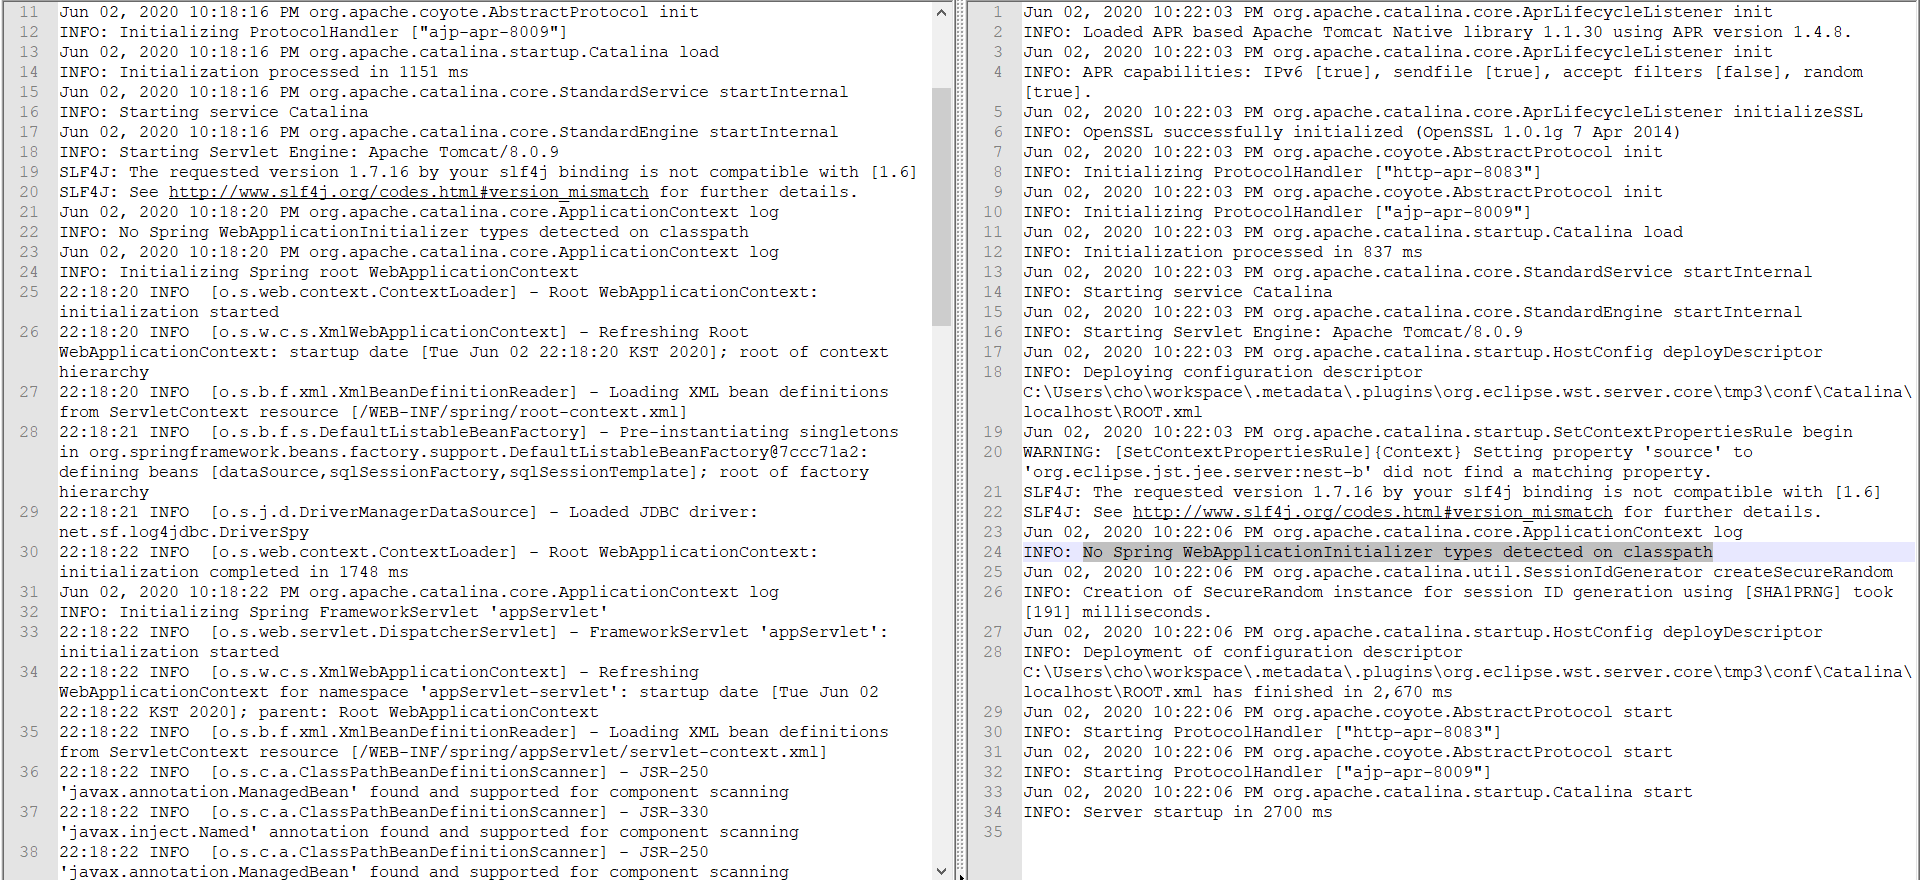 11 Jun 02, 2020 10:18:16 PM org.apache.coyote.AbstractProtocol init
12 INFO: Initializing ProtocolHandler ["ajp-apr-8009"]
13 Jun 02, 2020 10:18:16 PM org.apache.catalina.startup.Catalina load
14 INFO: Initialization processed in 1151 ms
15 Jun 02, 2020 10:18:16 PM org.apache.catalina.core.StandardService startInternal
16 INFO: Starting service Catalina
17 Jun 02, 2020 10:18:16 PM org.apache.catalina.core.StandardEngine startInternal
18 INFO: Starting Servlet Engine: Apache Tomcat/8.0.9
19 SLF4J: The requested version 1.7.16 by your slf4j binding is not compatible with [1.6]
20 SLF4J: See http://www.slf4j.org/codes.html#version_mismatch for further details.
21 Jun 02, 2020 10:18:20 PM org.apache.catalina.core.ApplicationContext log
22 INFO: No Spring WebApplicationInitializer types detected on classpath
23 Jun 02, 2020 10:18:20 PM org.apache.catalina.core.ApplicationContext log
24 INFO: Initializing Spring root WebApplicationContext
25 22:18:20 INFO  [o.s.web.context.ContextLoader] - Root WebApplicationContext:
initialization started
26 22:18:20 INFO  [o.s.w.c.s.XmlWebApplicationContext] - Refreshing Root
WebApplicationContext: startup date [Tue Jun 02 22:18:20 KST 2020]; root of context
hierarchy
27 22:18:20 INFO  [o.s.b.f.xml.XmlBeanDefinitionReader] - Loading XML bean definitions
from ServletContext resource [/WEB-INF/spring/root-context.xml]
28 22:18:21 INFO  [o.s.b.f.s.DefaultListableBeanFactory] - Pre-instantiating singletons
in org.springframework.beans.factory.support.DefaultListableBeanFactory@7ccc71a2:
defining beans [dataSource,sqlSessionFactory,sqlSessionTemplate]; root of factory
hierarchy
29 22:18:21 INFO  [o.s.j.d.DriverManagerDataSource] - Loaded JDBC driver:
net.sf.log4jdbc.DriverSpy
30 22:18:22 INFO  [o.s.web.context.ContextLoader] - Root WebApplicationContext:
initialization completed in 1748 ms
31 Jun 02, 2020 10:18:22 PM org.apache.catalina.core.ApplicationContext log
32 INFO: Initializing Spring FrameworkServlet 'appServlet'
33 22:18:22 INFO  [o.s.web.servlet.DispatcherServlet] - FrameworkServlet 'appServlet':
initialization started
34 22:18:22 INFO  [o.s.w.c.s.XmlWebApplicationContext] - Refreshing
WebApplicationContext for namespace 'appServlet-servlet': startup date [Tue Jun 02
22:18:22 KST 2020]; parent: Root WebApplicationContext
35 22:18:22 INFO  [o.s.b.f.xml.XmlBeanDefinitionReader] - Loading XML bean definitions
from ServletContext resource [/WEB-INF/spring/appServlet/servlet-context.xml]
36 22:18:22 INFO  [o.s.c.a.ClassPathBeanDefinitionScanner] - JSR-250
'javax.annotation.ManagedBean' found and supported for component scanning
37 22:18:22 INFO  [o.s.c.a.ClassPathBeanDefinitionScanner] - JSR-330
'javax.inject.Named' annotation found and supported for component scanning
38 22:18:22 INFO  [o.s.c.a.ClassPathBeanDefinitionScanner] - JSR-250
'javax.annotation.ManagedBean' found and supported for component scanning
1 Jun 02, 2020 10:22:03 PM org.apache.catalina.core.AprLifecycleListener init
2 INFO: Loaded APR based Apache Tomcat Native library 1.1.30 using APR version 1.4.8.
3 Jun 02, 2020 10:22:03 PM org.apache.catalina.core.AprLifecycleListener init
4 INFO: APR capabilities: IPv6 [true], sendfile [true], accept filters [false], random
[true].
5 Jun 02, 2020 10:22:03 PM org.apache.catalina.core.AprLifecycleListener initializeSSL
6 INFO: OpenSSL successfully initialized (OpenSSL 1.0.1g 7 Apr 2014)
7 Jun 02, 2020 10:22:03 PM org.apache.coyote.AbstractProtocol init
8 INFO: Initializing ProtocolHandler ["http-apr-8083"]
9 Jun 02, 2020 10:22:03 PM org.apache.coyote.AbstractProtocol init
10 INFO: Initializing ProtocolHandler ["ajp-apr-8009"]
11 Jun 02, 2020 10:22:03 PM org.apache.catalina.startup.Catalina load
12 INFO: Initialization processed in 837 ms
13 Jun 02, 2020 10:22:03 PM org.apache.catalina.core.StandardService startInternal
14 INFO: Starting service Catalina
15 Jun 02, 2020 10:22:03 PM org.apache.catalina.core.StandardEngine startInternal
16 INFO: Starting Servlet Engine: Apache Tomcat/8.0.9
17 Jun 02, 2020 10:22:03 PM org.apache.catalina.startup.HostConfig deployDescriptor
18 INFO: Deploying configuration descriptor
C:\Users\cho\workspace\.metadata\.plugins\org.eclipse.wst.server.core\tmp3\conf\Catalina\
localhost\ROOT.xml
19 Jun 02, 2020 10:22:03 PM org.apache.catalina.startup.SetContextPropertiesRule begin
20 WARNING: [SetContextPropertiesRule]{Context} Setting property 'source' to
'org.eclipse.jst.jee.server:nest-b' did not find a matching property.
21 SLF4J: The requested version 1.7.16 by your slf4j binding is not compatible with [1.6]
22 SLF4J: See http://www.slf4j.org/codes.html#version_mismatch for further details.
23 Jun 02, 2020 10:22:06 PM org.apache.catalina.core.ApplicationContext log
24 INFO: No Spring WebApplicationInitializer types detected on classpath
25 Jun 02, 2020 10:22:06 PM org.apache.catalina.util.SessionIdGenerator createSecureRandom
26 INFO: Creation of SecureRandom instance for session ID generation using [SHA1PRNG] took
[191] milliseconds.
27 Jun 02, 2020 10:22:06 PM org.apache.catalina.startup.HostConfig deployDescriptor
28 INFO: Deployment of configuration descriptor
C:\Users\cho\workspace\.metadata\.plugins\org.eclipse.wst.server.core\tmp3\conf\Catalina\
localhost\ROOT.xml has finished in 2,670 ms
29 Jun 02, 2020 10:22:06 PM org.apache.coyote.AbstractProtocol start
30 INFO: Starting ProtocolHandler ["http-apr-8083"]
31 Jun 02, 2020 10:22:06 PM org.apache.coyote.AbstractProtocol start
32 INFO: Starting ProtocolHandler ["ajp-apr-8009"]
33 Jun 02, 2020 10:22:06 PM org.apache.catalina.startup.Catalina start
34 INFO: Server startup in 2700 ms
35